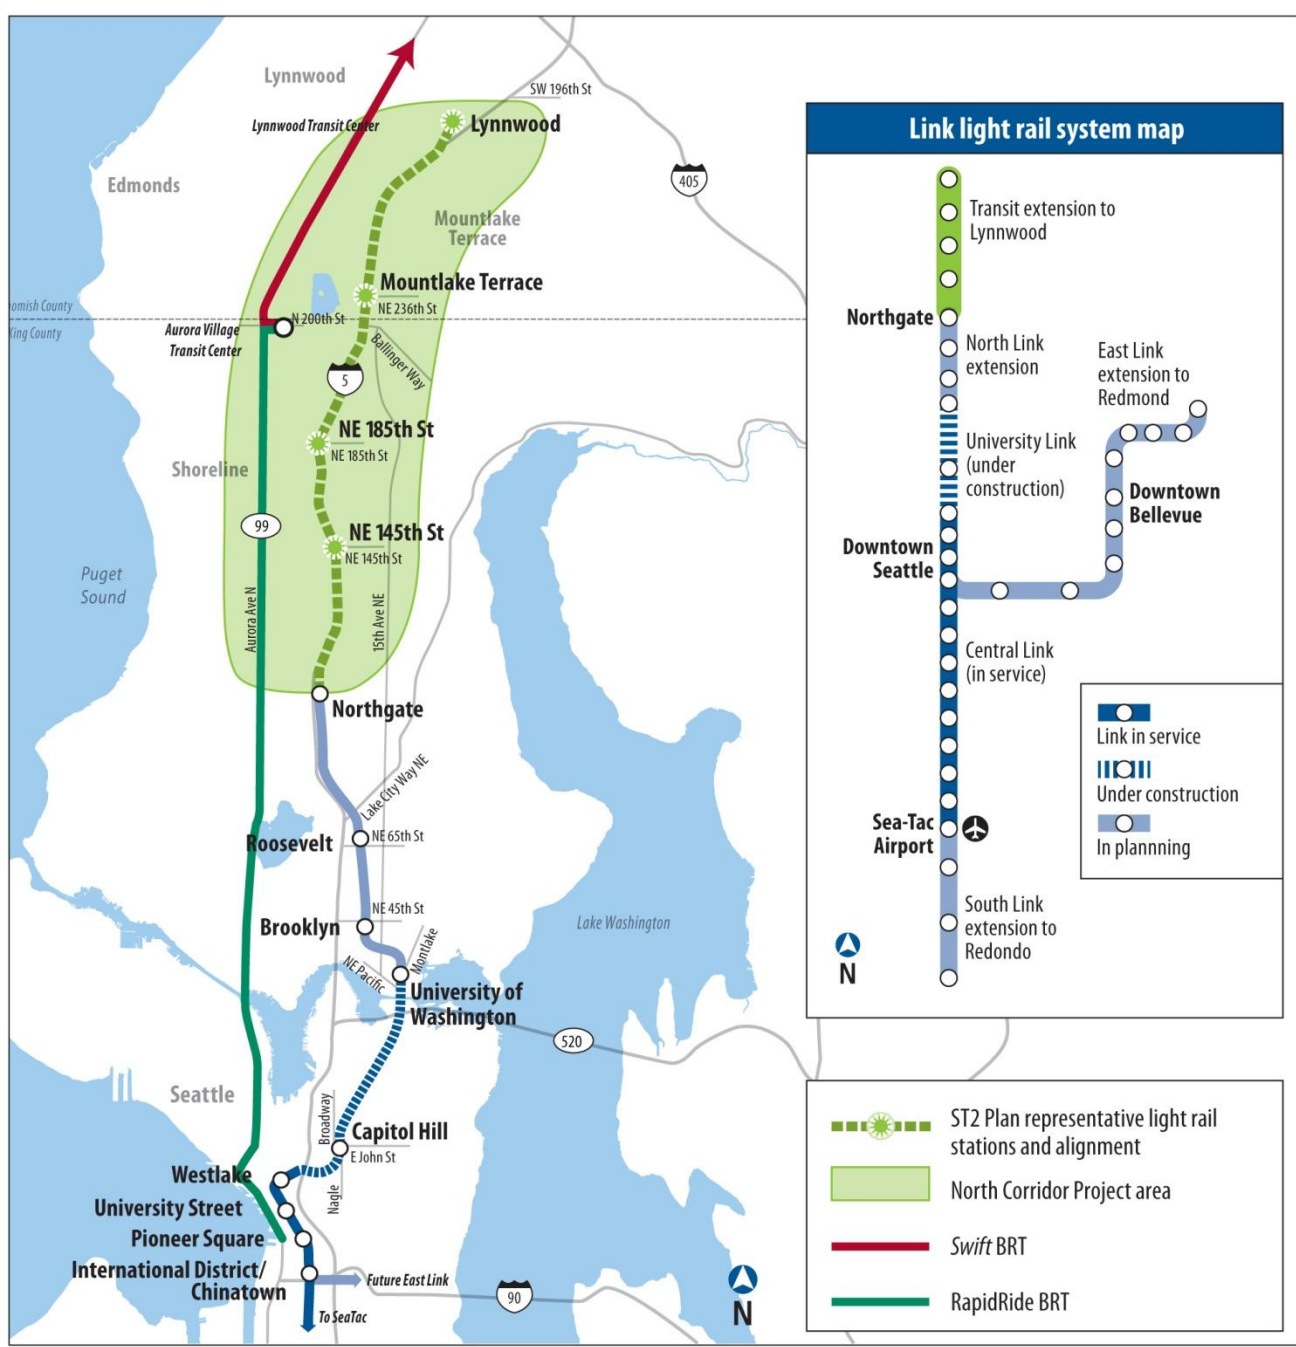 Lynnwood
SW 196th St
Lynnwood Transit Center
Lynnwood
405
Edmonds
Mountlake
Terrace
Mountlake Terrace
NE 236th St
omish County
King County
N 200th St
Aurora Village
Transit Center
Ballinger Way
5
NE 185th St
NE 185th St
Shoreline
99
NE 145th St
NE 145th St
Puget
Sound
Aurora Ave N
15th Ave NE
Northgate
Lake City Way NE
NE 65th St
Roosevelt
NE 45th St
Brooklyn
Montlake
NE Pacific
Lake Washington
University of
Washington
520
Seattle
Broadway
Capitol Hill
E John St
Nagle
Westlake
University Street
Pioneer Square
International District/
Chinatown
Future East Link
To SeaTac
90
N
Link light rail system map
Transit extension to
Lynnwood
Northgate
North Link
extension
East Link
extension to
Redmond
University Link
(under
construction)
Downtown
Bellevue
Downtown
Seattle
Central Link
(in service)
Link in service
Under construction
In plannning
Sea-Tac
Airport
South Link
extension to
Redondo
N
ST2 Plan representative light rail
stations and alignment
North Corridor Project area
Swift BRT
RapidRide BRT